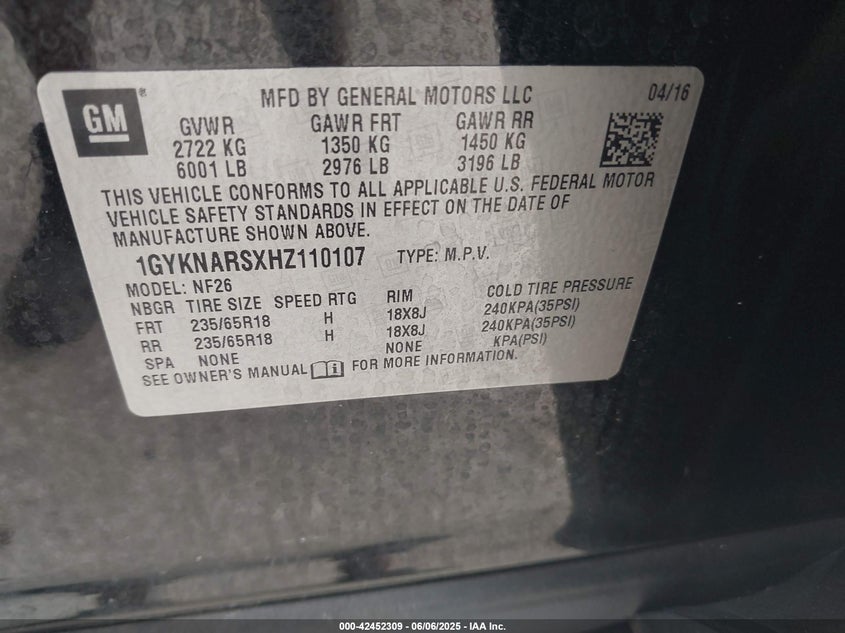 GM®
MFD BY GENERAL MOTORS LLC 04/16
GVWR GAWR FRT GAWR RR
2722 KG 1350 KG 1450 KG
6001 LB 2976 LB 3196 LB
THIS VEHICLE CONFORMS TO ALL APPLICABLE U.S. FEDERAL MOTOR
VEHICLE SAFETY STANDARDS IN EFFECT ON THE DATE OF
MANUFACTURE SHOWN ABOVE.
1GYKNARSXHZ110107 TYPE: M.P.V.
MODEL: NF26
NBGR TIRE SIZE SPEED RTG RIM COLD TIRE PRESSURE
FRT 235/65R18 H 18X8J 240KPA(35PSI)
RR 235/65R18 H 18X8J 240KPA(35PSI)
SPA NONE NONE KPA(PSI)
SEE OWNER'S MANUAL FOR MORE INFORMATION.
000-42452309 - 06/06/2025 - IAA Inc.